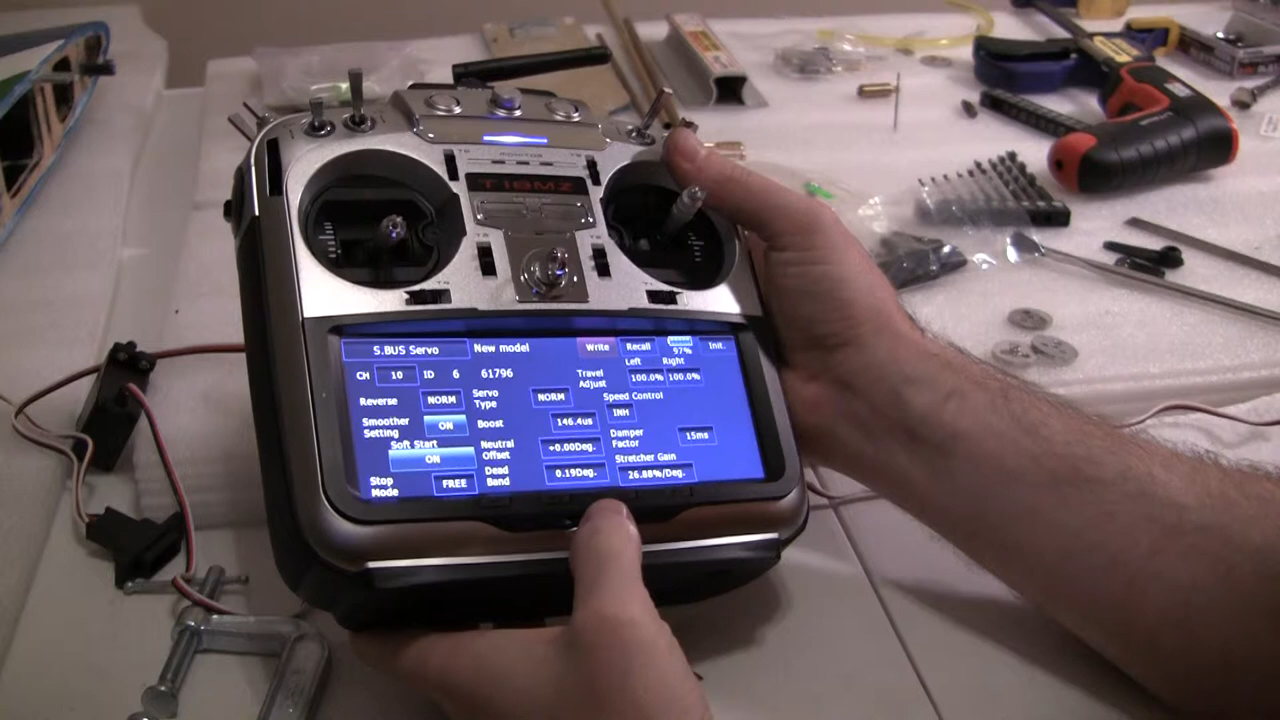 T18MZ
S.BUS Servo New model Write Recall 97% Init.
CH 10 ID 6 61796
Travel Adjust Left Right 100.0% 100.0%
Reverse NORM Servo Type NORM Speed Control INH
Smoother Setting ON Boost 146.4us Damper Factor 15ms
Soft Start ON Neutral Offset +0.00Deg. Stretcher Gain 26.88%/Deg.
Stop Mode FREE Dead Band 0.19Deg.